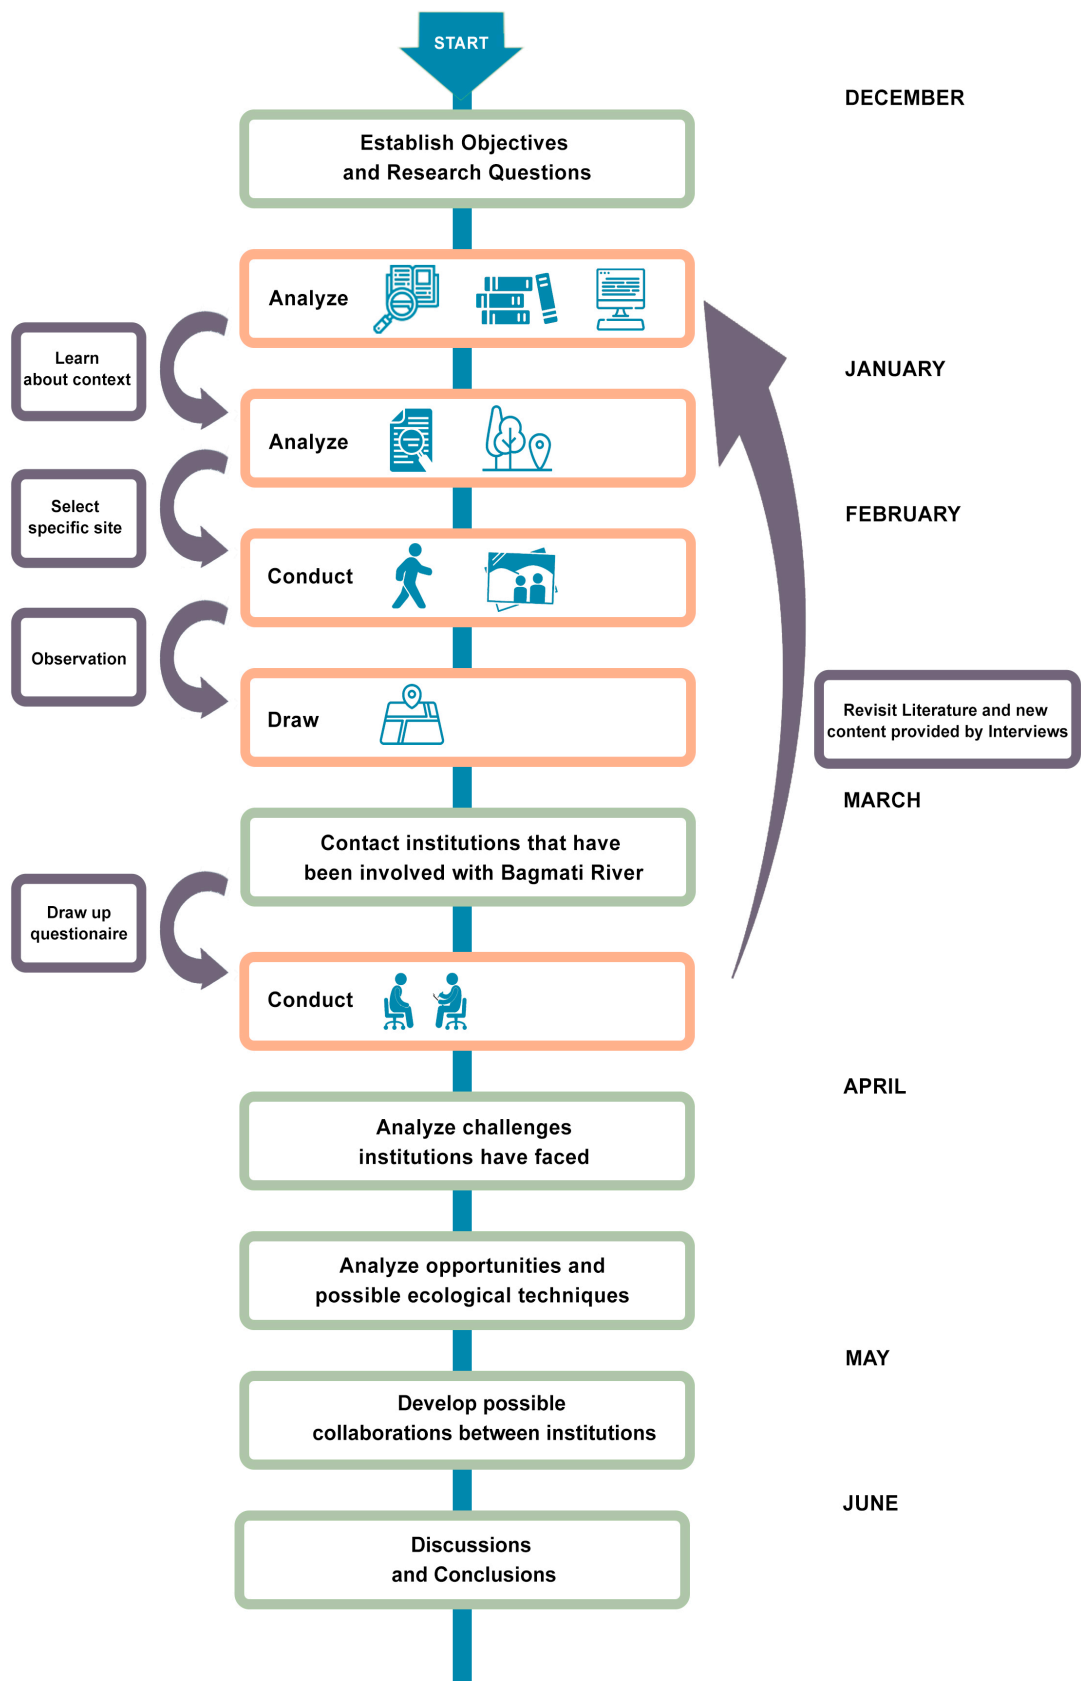 START
DECEMBER
Establish Objectives
and Research Questions
Analyze
Learn
about context
JANUARY
Analyze
Select
specific site
FEBRUARY
Conduct
Observation
Draw
Revisit Literature and new
content provided by Interviews
MARCH
Contact institutions that have
been involved with Bagmati River
Draw up
questionaire
Conduct
APRIL
Analyze challenges
institutions have faced
Analyze opportunities and
possible ecological techniques
MAY
Develop possible
collaborations between institutions
JUNE
Discussions
and Conclusions